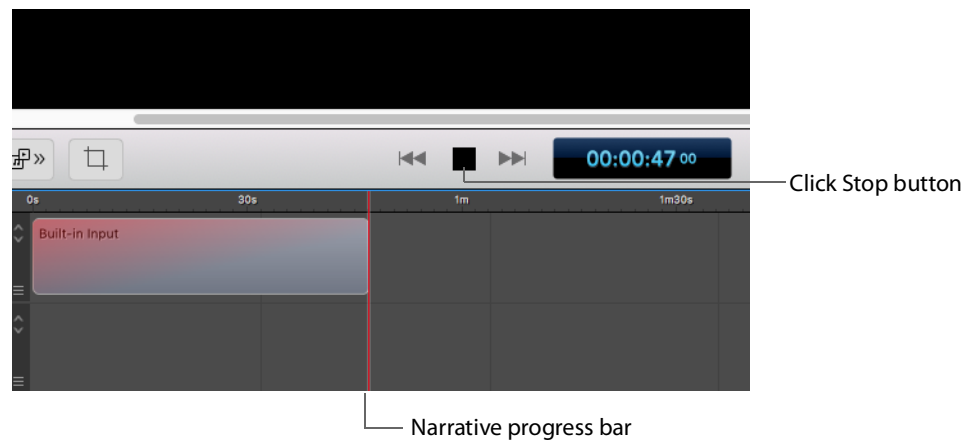 00:00:47 00
Click Stop button
0s 30s 1m 1m30s
Built-in Input
Narrative progress bar